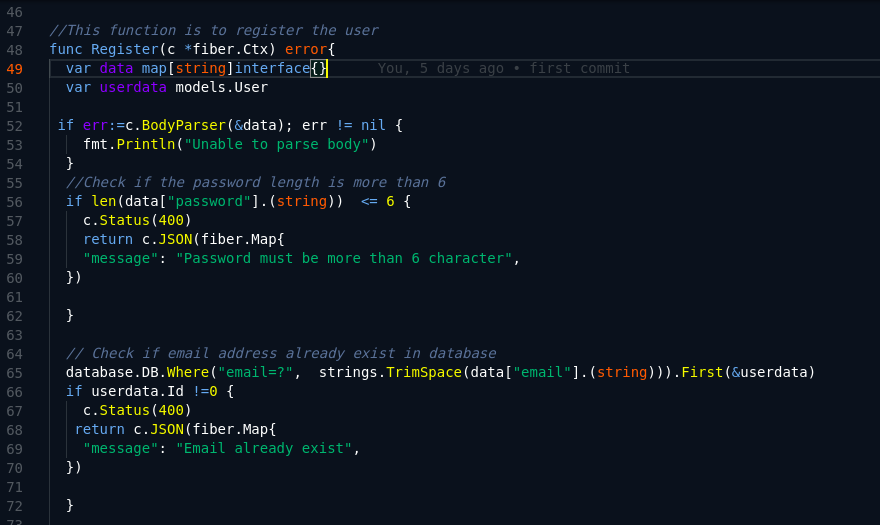 46
47 //This function is to register the user
48 func Register(c *fiber.Ctx) error{
49 var data map[string]interface{} You, 5 days ago • first commit
50 var userdata models.User
51
52 if err:=c.BodyParser(&data); err != nil {
53 fmt.Println("Unable to parse body")
54 }
55 //Check if the password length is more than 6
56 if len(data["password"].(string)) <= 6 {
57 c.Status(400)
58 return c.JSON(fiber.Map{
59 "message": "Password must be more than 6 character",
60 })
61
62 }
63
64 // Check if email address already exist in database
65 database.DB.Where("email=?", strings.TrimSpace(data["email"].(string))).First(&userdata)
66 if userdata.Id !=0 {
67 c.Status(400)
68 return c.JSON(fiber.Map{
69 "message": "Email already exist",
70 })
71
72 }
73